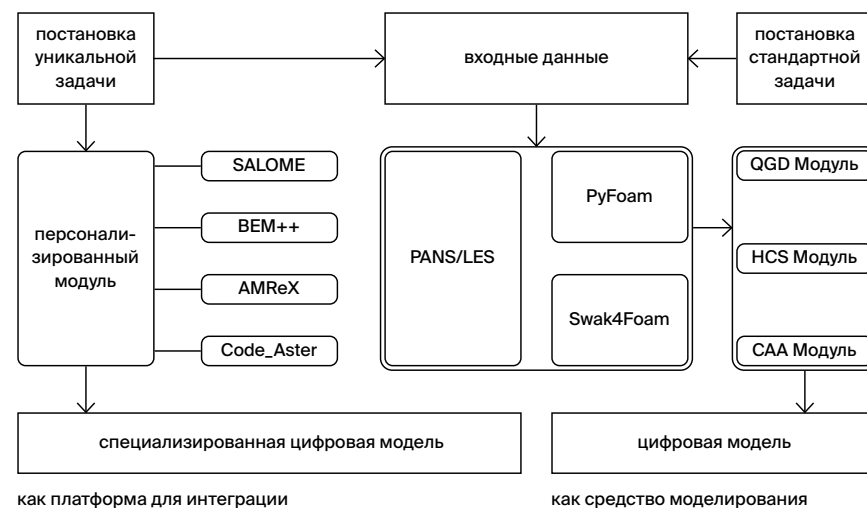 постановка
уникальной
задачи
входные данные
постановка
стандартной
задачи
персонали-
зированный
модуль
SALOME
BEM++
AMReX
Code_Aster
PANS/LES
PyFoam
Swak4Foam
QGD Модуль
HCS Модуль
CAA Модуль
специализированная цифровая модель
цифровая модель
как платформа для интеграции
как средство моделирования